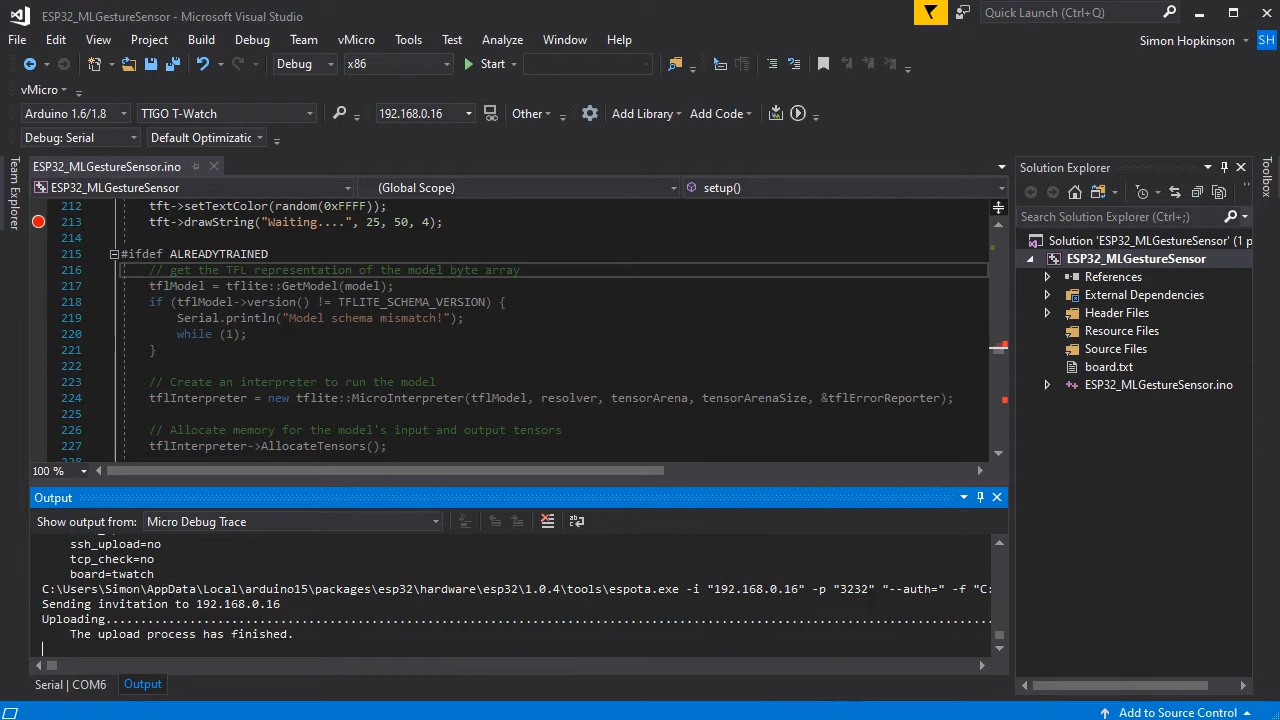 ESP32_MLGestureSensor - Microsoft Visual Studio
Quick Launch (Ctrl+Q)
File Edit View Project Build Debug Team vMicro Tools Test Analyze Window Help
Simon Hopkinson SH
Debug x86 Start
vMicro
Arduino 1.6/1.8 TTGO T-Watch 192.168.0.16 Other Add Library Add Code
Debug: Serial Default Optimizatic
Team Explorer
Toolbox
ESP32_MLGestureSensor.ino
ESP32_MLGestureSensor (Global Scope) setup()
212 tft->setTextColor(random(0xFFFF));
213 tft->drawString("Waiting....", 25, 50, 4);
214
215 #ifdef ALREADYTRAINED
216 // get the TFL representation of the model byte array
217 tflModel = tflite::GetModel(model);
218 if (tflModel->version() != TFLITE_SCHEMA_VERSION) {
219 Serial.println("Model schema mismatch!");
220 while (1);
221 }
222
223 // Create an interpreter to run the model
224 tflInterpreter = new tflite::MicroInterpreter(tflModel, resolver, tensorArena, tensorArenaSize, &tflErrorReporter);
225
226 // Allocate memory for the model's input and output tensors
227 tflInterpreter->AllocateTensors();
100 %
Solution Explorer
Search Solution Explorer (Ctrl+;)
Solution 'ESP32_MLGestureSensor' (1 p
ESP32_MLGestureSensor
References
External Dependencies
Header Files
Resource Files
Source Files
board.txt
ESP32_MLGestureSensor.ino
Output
Show output from: Micro Debug Trace
ssh_upload=no
tcp_check=no
board=twatch
C:\Users\Simon\AppData\Local\arduino15\packages\esp32\hardware\esp32\1.0.4\tools\espota.exe -i "192.168.0.16" -p "3232" "--auth=" -f "C:
Sending invitation to 192.168.0.16
Uploading................................................................................................................................
The upload process has finished.
Serial | COM6 Output
Add to Source Control